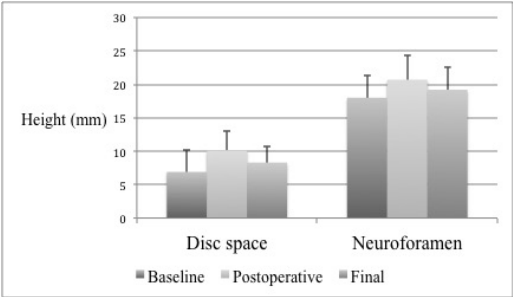 30
25
20
15
10
5
0
Height (mm)
Disc space Neuroforamen
Baseline Postoperative Final